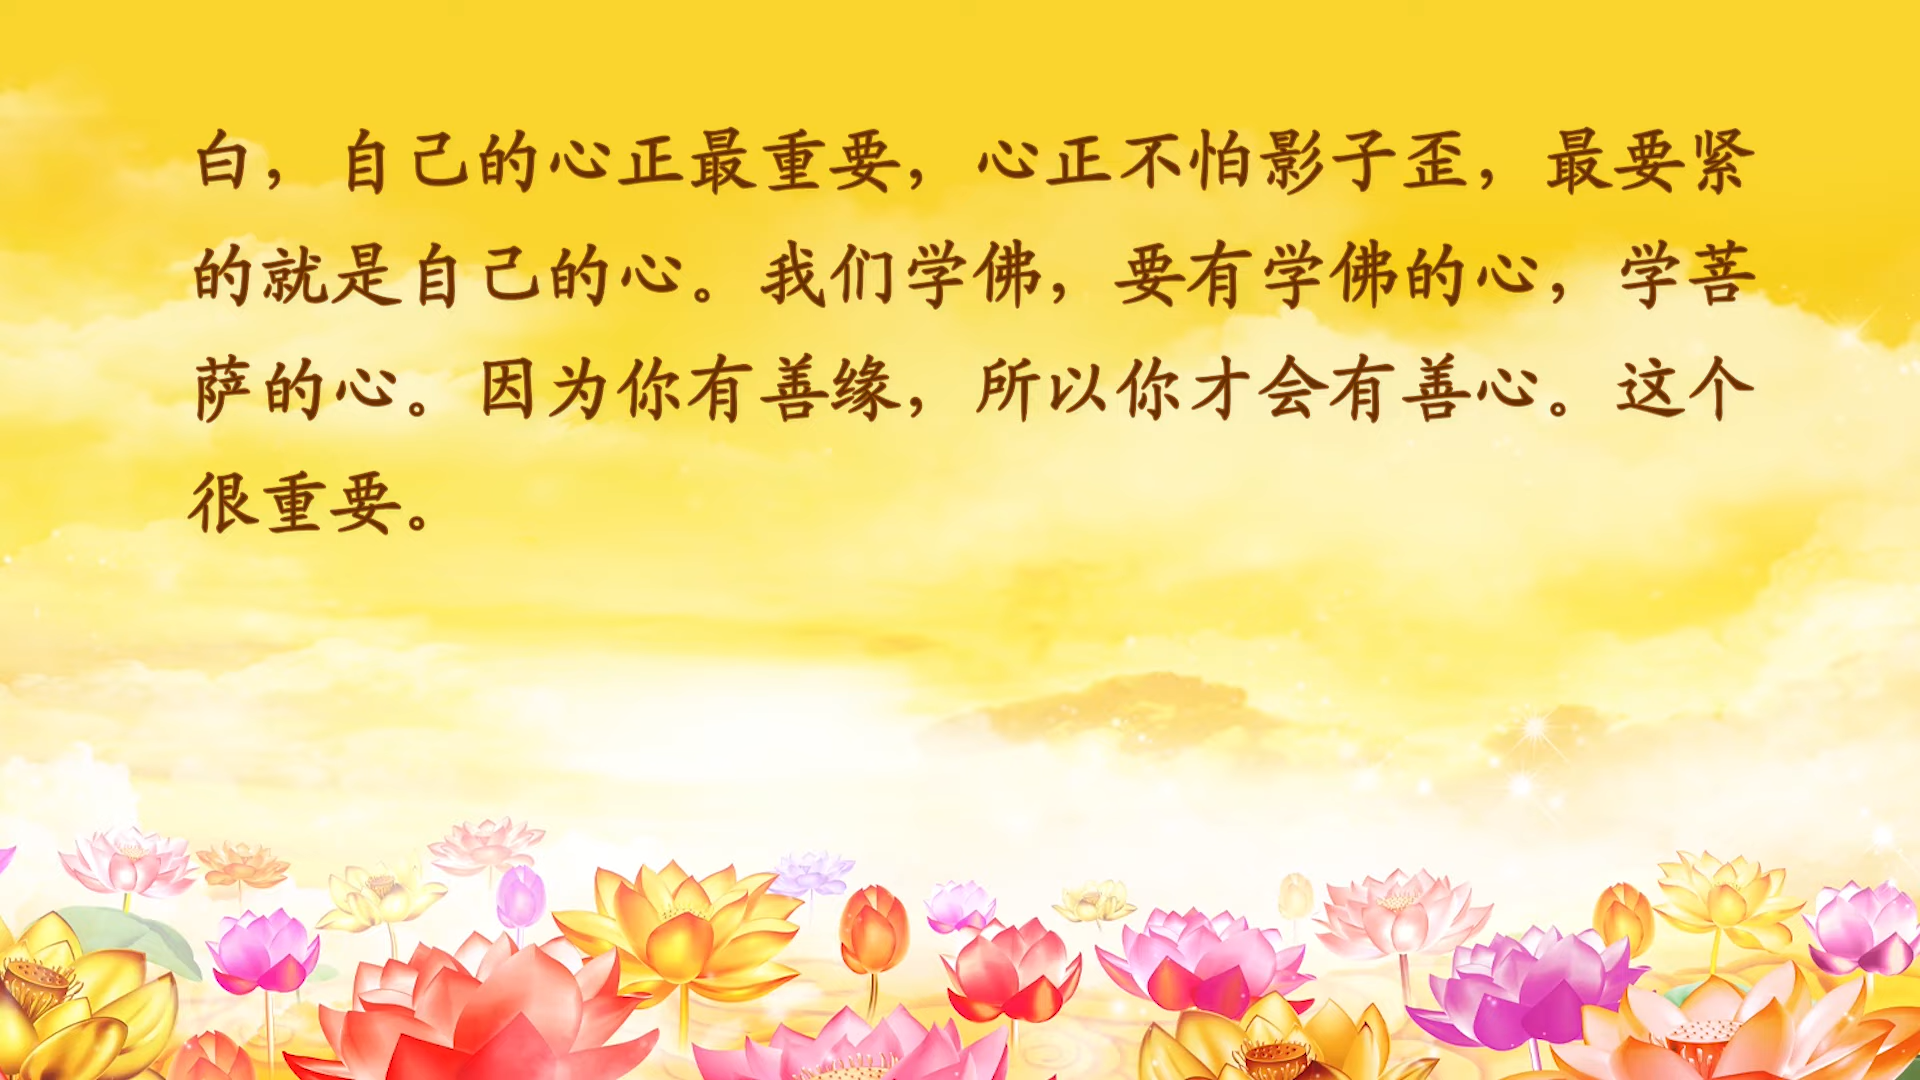 白，自己的心正最重要，心正不怕影子歪，最要紧
的就是自己的心。我们学佛，要有学佛的心，学菩
萨的心。因为你有善缘，所以你才会有善心。这个
很重要。